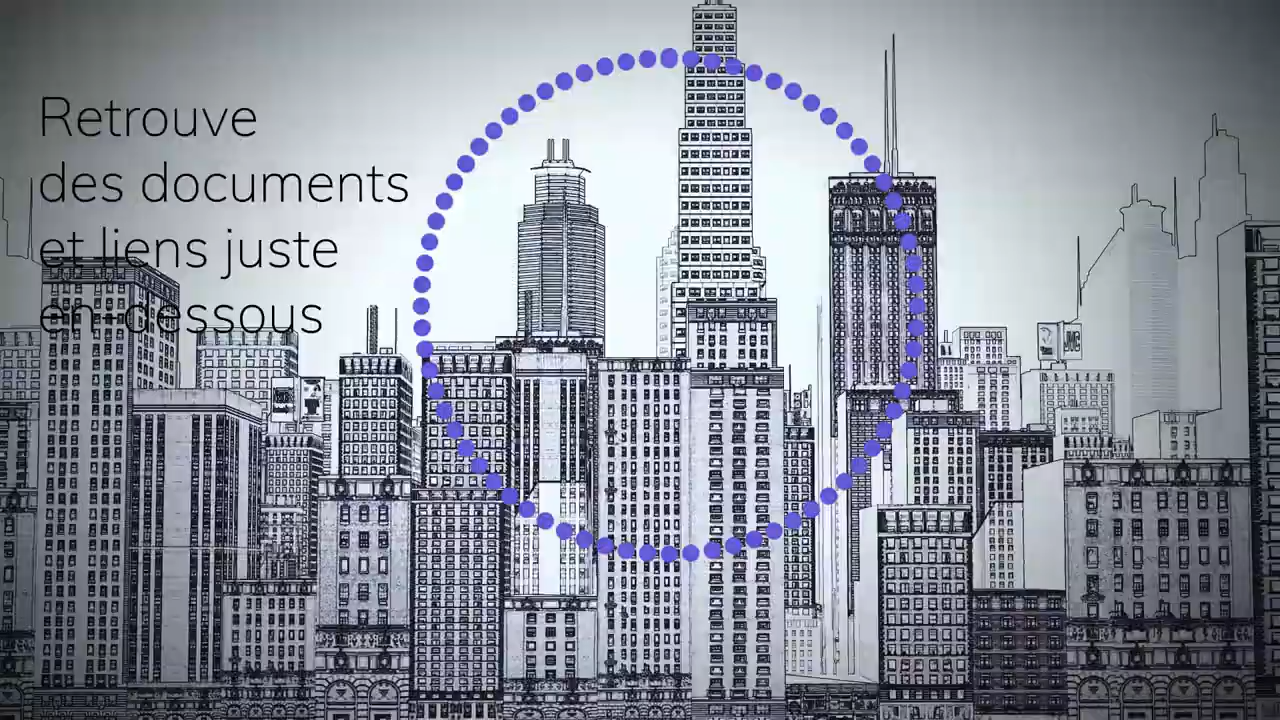 Retrouve
des documents
et liens juste
en-dessous